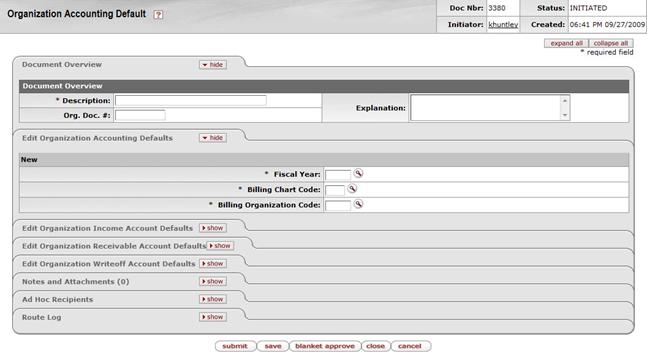 Organization Accounting Default ?
Doc Nbr: 3380 Status: INITIATED
Initiator: khuntley Created: 06:41 PM 09/27/2009
expand all collapse all
* required field
Document Overview hide
Document Overview
* Description: Explanation:
Org. Doc. #:
Edit Organization Accounting Defaults hide
New
* Fiscal Year:
* Billing Chart Code:
* Billing Organization Code:
Edit Organization Income Account Defaults show
Edit Organization Receivable Account Defaults show
Edit Organization Writeoff Account Defaults show
Notes and Attachments (0) show
Ad Hoc Recipients show
Route Log show
submit save blanket approve close cancel